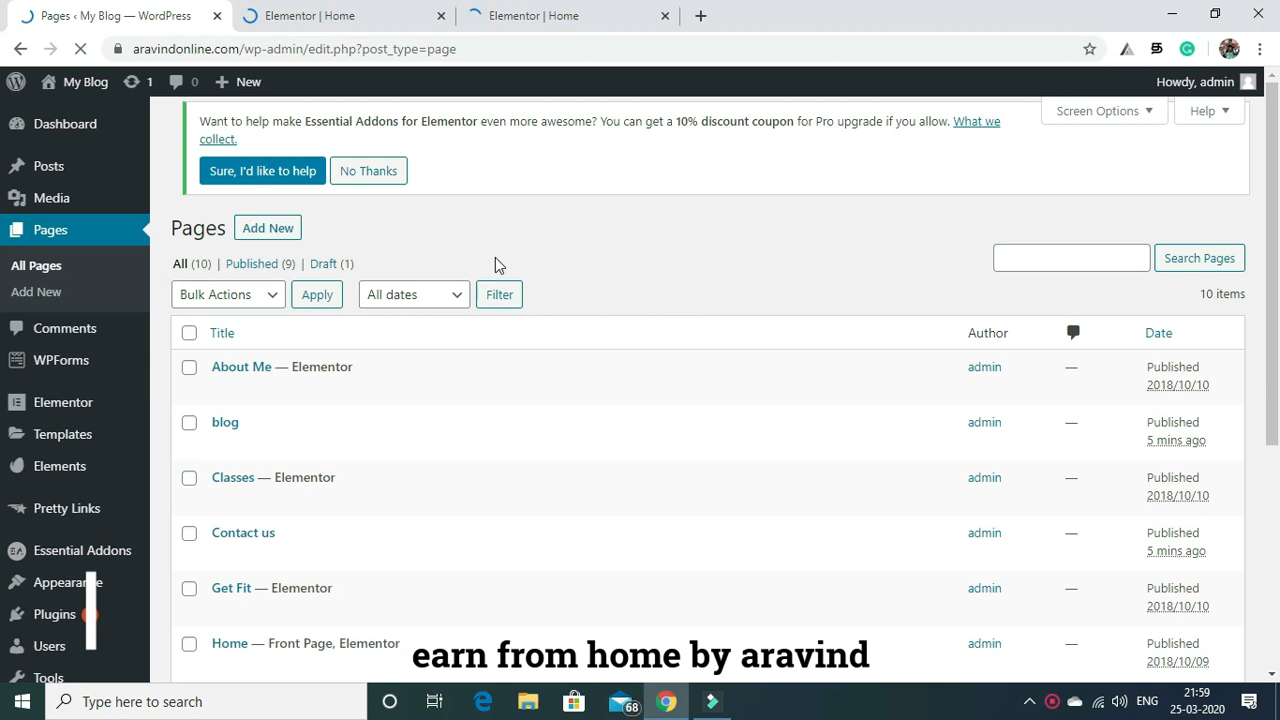 Pages ‹ My Blog — WordPress
Elementor | Home
Elementor | Home
aravindonline.com/wp-admin/edit.php?post_type=page
My Blog
1
0
New
Howdy, admin
Dashboard
Posts
Media
Pages
All Pages
Add New
Comments
WPForms
Elementor
Templates
Elements
Pretty Links
Essential Addons
Appearance
Plugins
Users
Tools
Want to help make Essential Addons for Elementor even more awesome? You can get a 10% discount coupon for Pro upgrade if you allow. What we
collect.
Sure, I'd like to help
No Thanks
Screen Options
Help
Pages
Add New
All (10) | Published (9) | Draft (1)
Search Pages
Bulk Actions
Apply
All dates
Filter
10 items
Title
Author
Date
About Me — Elementor
admin
—
Published
2018/10/10
blog
admin
—
Published
5 mins ago
Classes — Elementor
admin
—
Published
2018/10/10
Contact us
admin
—
Published
5 mins ago
Get Fit — Elementor
admin
—
Published
2018/10/10
Home — Front Page, Elementor
admin
—
Published
2018/10/09
earn from home by aravind
Type here to search
68
ENG
21:59
25-03-2020